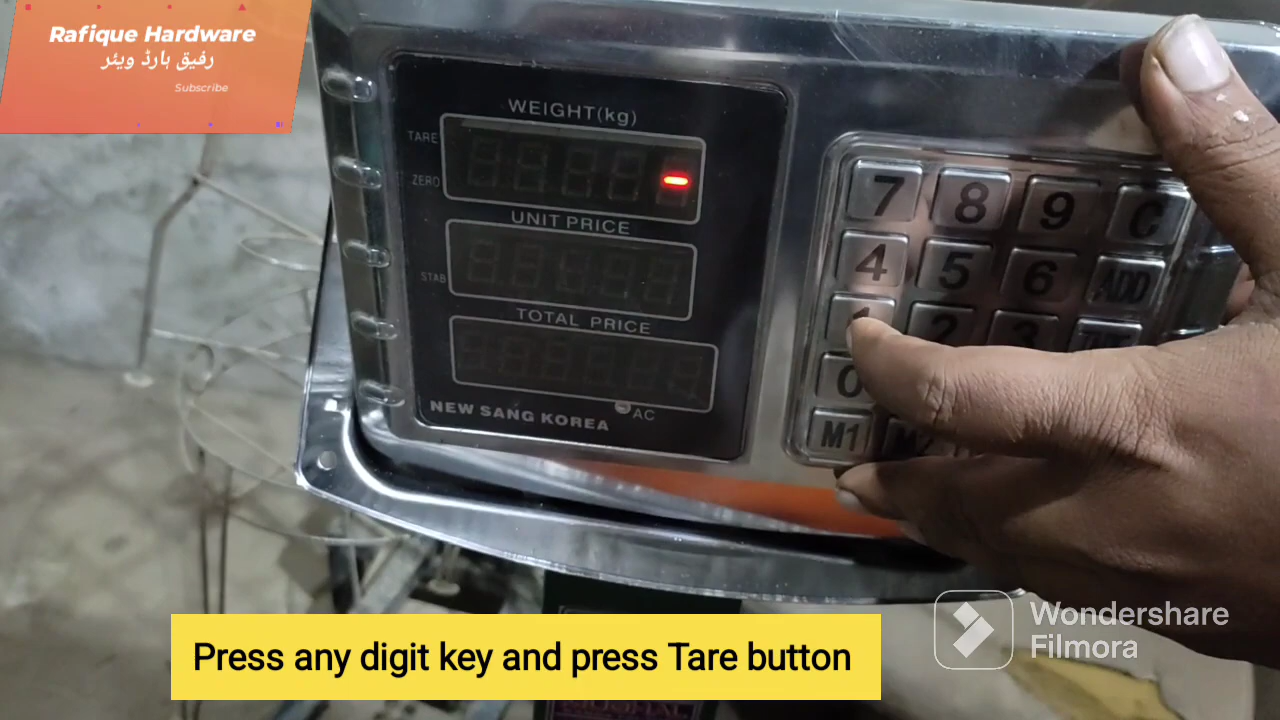 Rafique Hardware
رفیق ہارڈ ویئر
Subscribe
WEIGHT(kg)
TARE
ZERO
UNIT PRICE
STAB
TOTAL PRICE
NEW SANG KOREA
AC
7 8 9 C
4 5 6 ADD
1 2 3
0
M1 M2
Press any digit key and press Tare button
Wondershare
Filmora